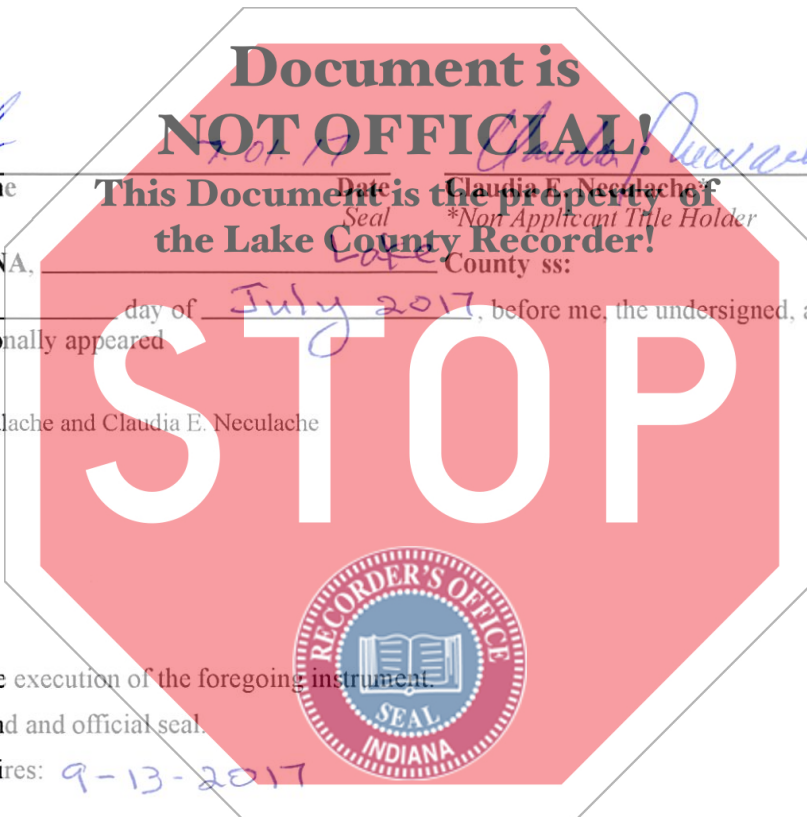 Document is
NOT OFFICIAL!
7.01.17
Claudia
This Document is the property of
Date
Claudia E. Neculache*
Seal
*Non Applicant Title Holder
the Lake County Recorder!
NA, Lake County ss:
day of July 2017, before me, the undersigned, a
onally appeared
STOP
lache and Claudia E. Neculache
RECORDER'S OFFICE
SEAL
INDIANA
e execution of the foregoing instrument.
nd and official seal.
ires: 9-13-2017